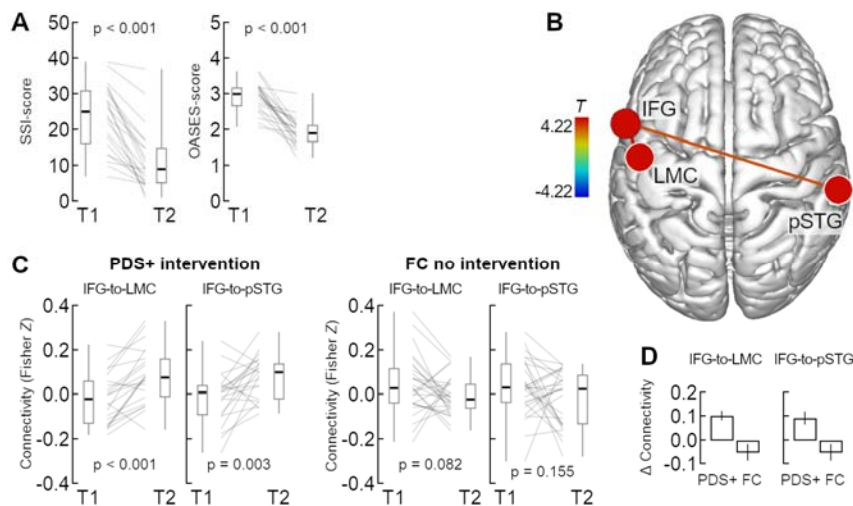 A
p < 0.001
p < 0.001
SSI-score
50
40
30
20
10
0
T1
T2
OASES-score
5
4
3
2
1
0
T1
T2
B
T
4.22
-4.22
IFG
LMC
pSTG
C
PDS+ intervention
IFG-to-LMC
IFG-to-pSTG
Connectivity (Fisher Z)
0.4
0.2
0.0
-0.2
-0.4
p < 0.001
p = 0.003
T1
T2
T1
T2
FC no intervention
IFG-to-LMC
IFG-to-pSTG
Connectivity (Fisher Z)
0.4
0.2
0.0
-0.2
-0.4
p = 0.082
p = 0.155
T1
T2
T1
T2
D
IFG-to-LMC
IFG-to-pSTG
Δ Connectivity
0.1
0.0
-0.1
PDS+ FC
PDS+ FC